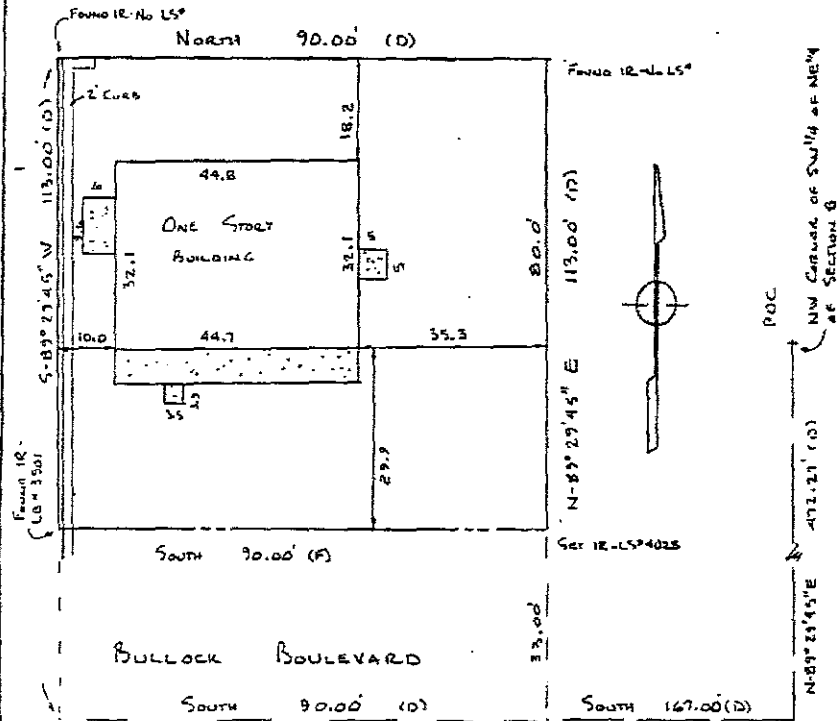 FOUND IR-NO LS#
NORTH 90.00' (D)
FOUND IR-NO LS#
2' CURB
S-89° 29' 45" W 113.00' (D)
18.2
44.8
10
ONE STORY
BUILDING
32.1
32.1
5
5
80.0'
113.00' (D)
N-89° 29' 45" E
POC
NW CORNER OF SW 1/4 OF NE 1/4
OF SECTION 8
10.0
44.7
35.3
35
29.9
FOUND IR-
LB# 3501
SOUTH 90.00' (F)
SET IR-LS# 4028
472.21' (D)
N-89° 29' 45" E
33.00'
BULLOCK BOULEVARD
SOUTH 90.00' (D)
SOUTH 167.00' (D)